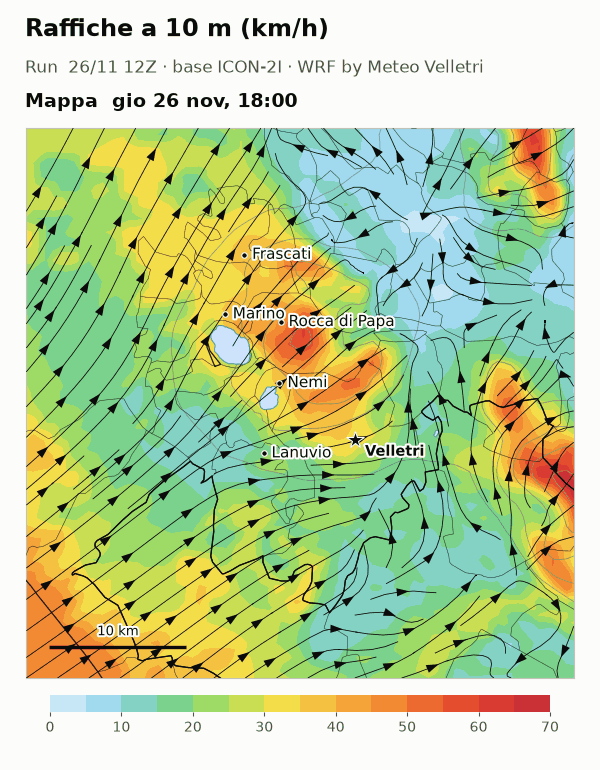 Raffiche a 10 m (km/h)
Run  26/11 12Z · base ICON-2I · WRF by Meteo Velletri
Mappa  gio 26 nov, 18:00
Frascati
Marino
Rocca di Papa
Nemi
Velletri
Lanuvio
10 km
0 10 20 30 40 50 60 70